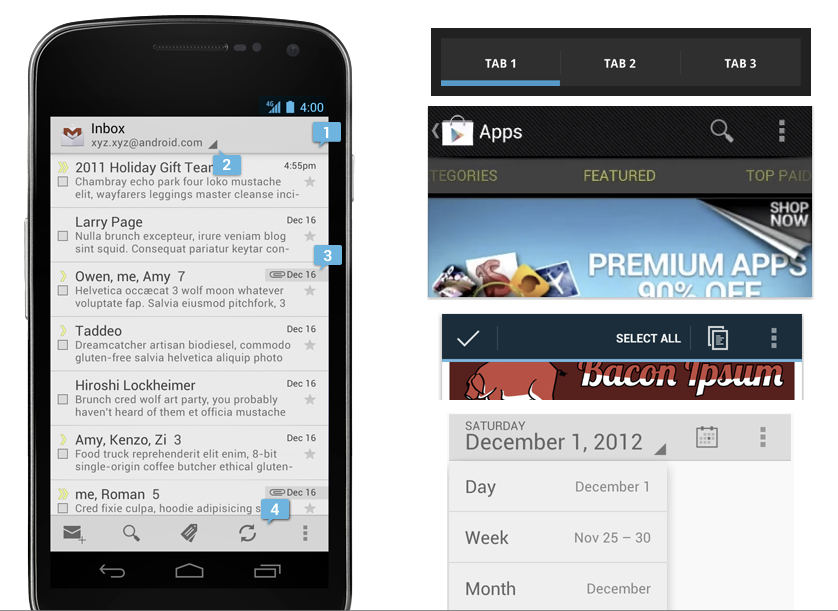 4G
4:00
Inbox
xyz.xyz@android.com
1
2
2011 Holiday Gift Tea
4:55pm
Chambray echo park four loko mustache
elit, wayfarers leggings master cleanse inci-
Larry Page
Dec 16
Nulla brunch excepteur, irure veniam blog
sint squid. Consequat pariatur keytar con-
3
Owen, me, Amy 7
Dec 16
Helvetica occæcat 3 wolf moon whatever
voluptate fap. Salvia eiusmod pitchfork, 3
Taddeo
Dec 16
Dreamcatcher artisan biodiesel, commodo
gluten-free salvia helvetica aliquip photo
Hiroshi Lockheimer
Dec 16
Brunch cred wolf art party, you probably
haven't heard of them et officia mustache
Amy, Kenzo, Zi 3
Dec 16
Food truck reprehenderit elit enim, 8-bit
single-origin coffee butcher ethical gluten-
me, Roman 5
Dec 16
Cred fixie culpa, hoodie adipisicing s
4
TAB 1 TAB 2 TAB 3
Apps
TEGORIES FEATURED TOP PAID
SHOP
NOW
PREMIUM APPS
90% OFF
SELECT ALL
Bacon Ipsum
SATURDAY
December 1, 2012
Day December 1
Week Nov 25 – 30
Month December